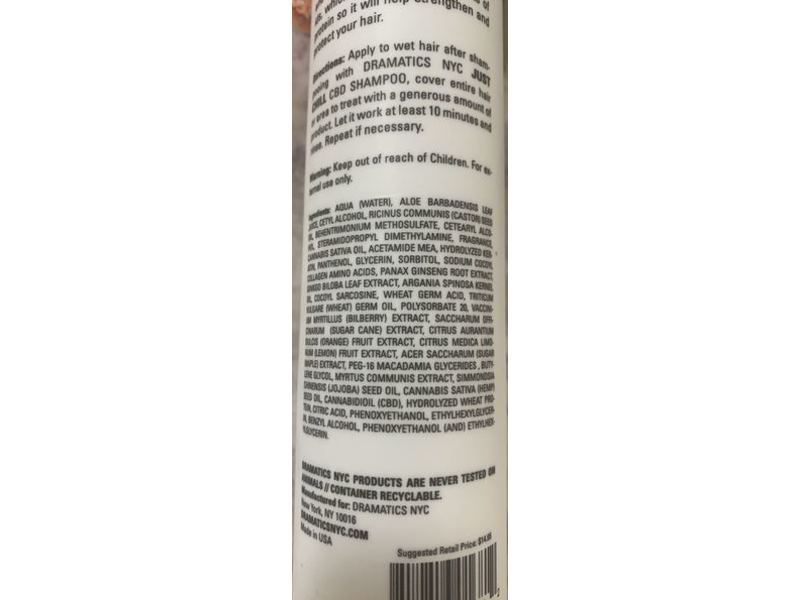 protein so it will help strengthen and
protect your hair.
Directions: Apply to wet hair after sham-
pooing with DRAMATICS NYC JUST
CHILL CBD SHAMPOO, cover entire hair
or area to treat with a generous amount of
product. Let it work at least 10 minutes and
rinse. Repeat if necessary.
Warning: Keep out of reach of Children. For ex-
ternal use only.
Ingredients: AQUA (WATER), ALOE BARBADENSIS LEAF
JUICE, CETYL ALCOHOL, RICINUS COMMUNIS (CASTOR) SEED
OIL, BEHENTRIMONIUM METHOSULFATE, CETEARYL ALCO-
HOL, STERAMIDOPROPYL DIMETHYLAMINE, FRAGRANCE,
CANNABIS SATIVA OIL, ACETAMIDE MEA, HYDROLYZED KER-
ATIN, PANTHENOL, GLYCERIN, SORBITOL, SODIUM COCOYL
COLLAGEN AMINO ACIDS, PANAX GINSENG ROOT EXTRACT,
GINKGO BILOBA LEAF EXTRACT, ARGANIA SPINOSA KERNEL
OIL, COCOYL SARCOSINE, WHEAT GERM ACID, TRITICUM
VULGARE (WHEAT) GERM OIL, POLYSORBATE 20, VACCINI-
UM MYRTILLUS (BILBERRY) EXTRACT, SACCHARUM OFFI-
CINARUM (SUGAR CANE) EXTRACT, CITRUS AURANTIUM
DULCIS (ORANGE) FRUIT EXTRACT, CITRUS MEDICA LIMO-
NUM (LEMON) FRUIT EXTRACT, ACER SACCHARUM (SUGAR
MAPLE) EXTRACT, PEG-16 MACADAMIA GLYCERIDES , BUTY-
LENE GLYCOL, MYRTUS COMMUNIS EXTRACT, SIMMONDSIA
CHINENSIS (JOJOBA) SEED OIL, CANNABIS SATIVA (HEMP)
SEED OIL, CANNABIDIOL (CBD), HYDROLYZED WHEAT PRO-
TEIN, CITRIC ACID, PHENOXYETHANOL, ETHYLHEXYLGLYCER-
IN, BENZYL ALCOHOL, PHENOXYETHANOL (AND) ETHYLHEX-
YLGLYCERIN.
DRAMATICS NYC PRODUCTS ARE NEVER TESTED ON
ANIMALS // CONTAINER RECYCLABLE.
Manufactured for: DRAMATICS NYC
New York, NY 10016
DRAMATICSNYC.COM
Made in USA
Suggested Retail Price: $14.95